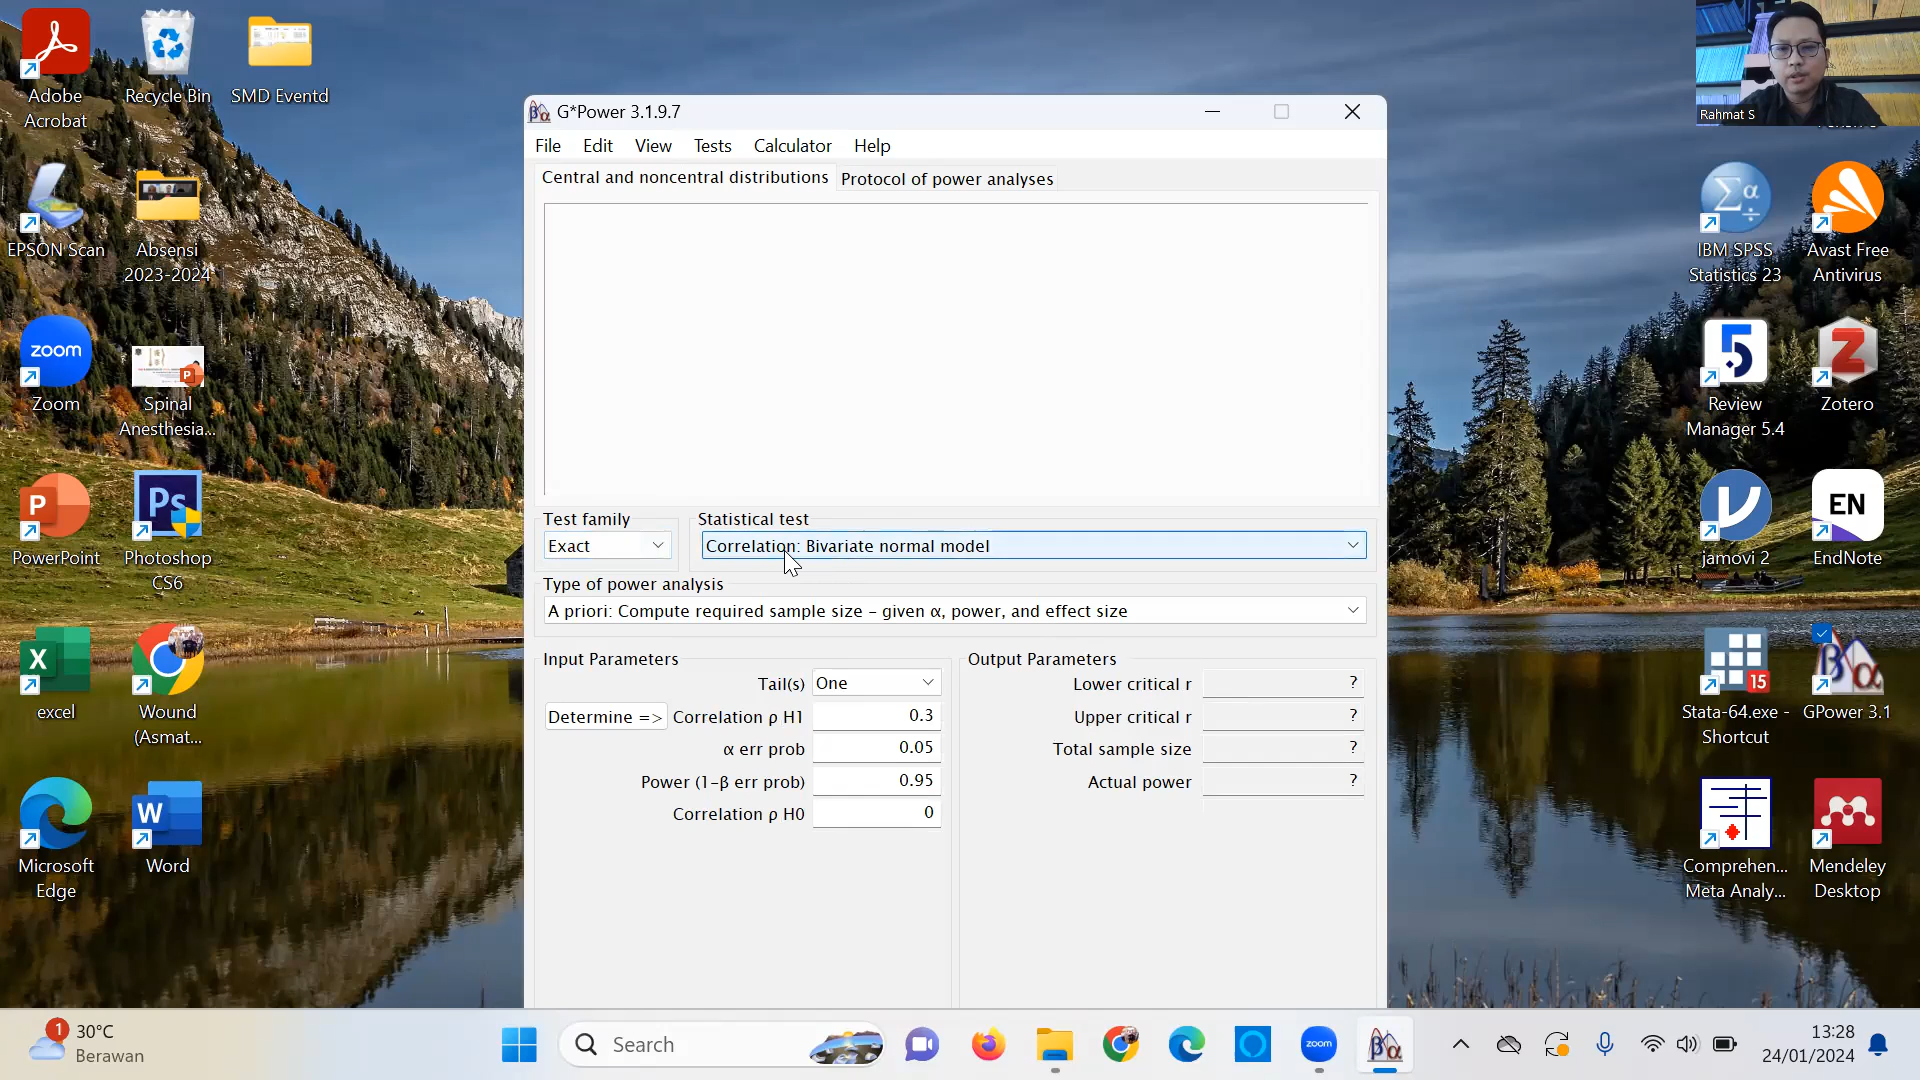 Adobe
Acrobat
Recycle Bin
SMD Eventd
EPSON Scan
Absensi
2023-2024
zoom
Zoom
Spinal
Anesthesia...
PowerPoint
Photoshop
CS6
excel
Wound
(Asmat...
Microsoft
Edge
Word
G*Power 3.1.9.7
File
Edit
View
Tests
Calculator
Help
Central and noncentral distributions
Protocol of power analyses
Test family
Exact
Statistical test
Correlation: Bivariate normal model
Type of power analysis
A priori: Compute required sample size – given α, power, and effect size
Input Parameters
Tail(s) One
Determine => Correlation ρ H1 0.3
α err prob 0.05
Power (1–β err prob) 0.95
Correlation ρ H0 0
Output Parameters
Lower critical r ?
Upper critical r ?
Total sample size ?
Actual power ?
Rahmat S
IBM SPSS
Statistics 23
Avast Free
Antivirus
Review
Manager 5.4
Zotero
jamovi 2
EN
EndNote
15
Stata-64.exe -
Shortcut
GPower 3.1
Comprehen...
Meta Analy...
Mendeley
Desktop
1
30°C
Berawan
Search
zoom
13:28
24/01/2024